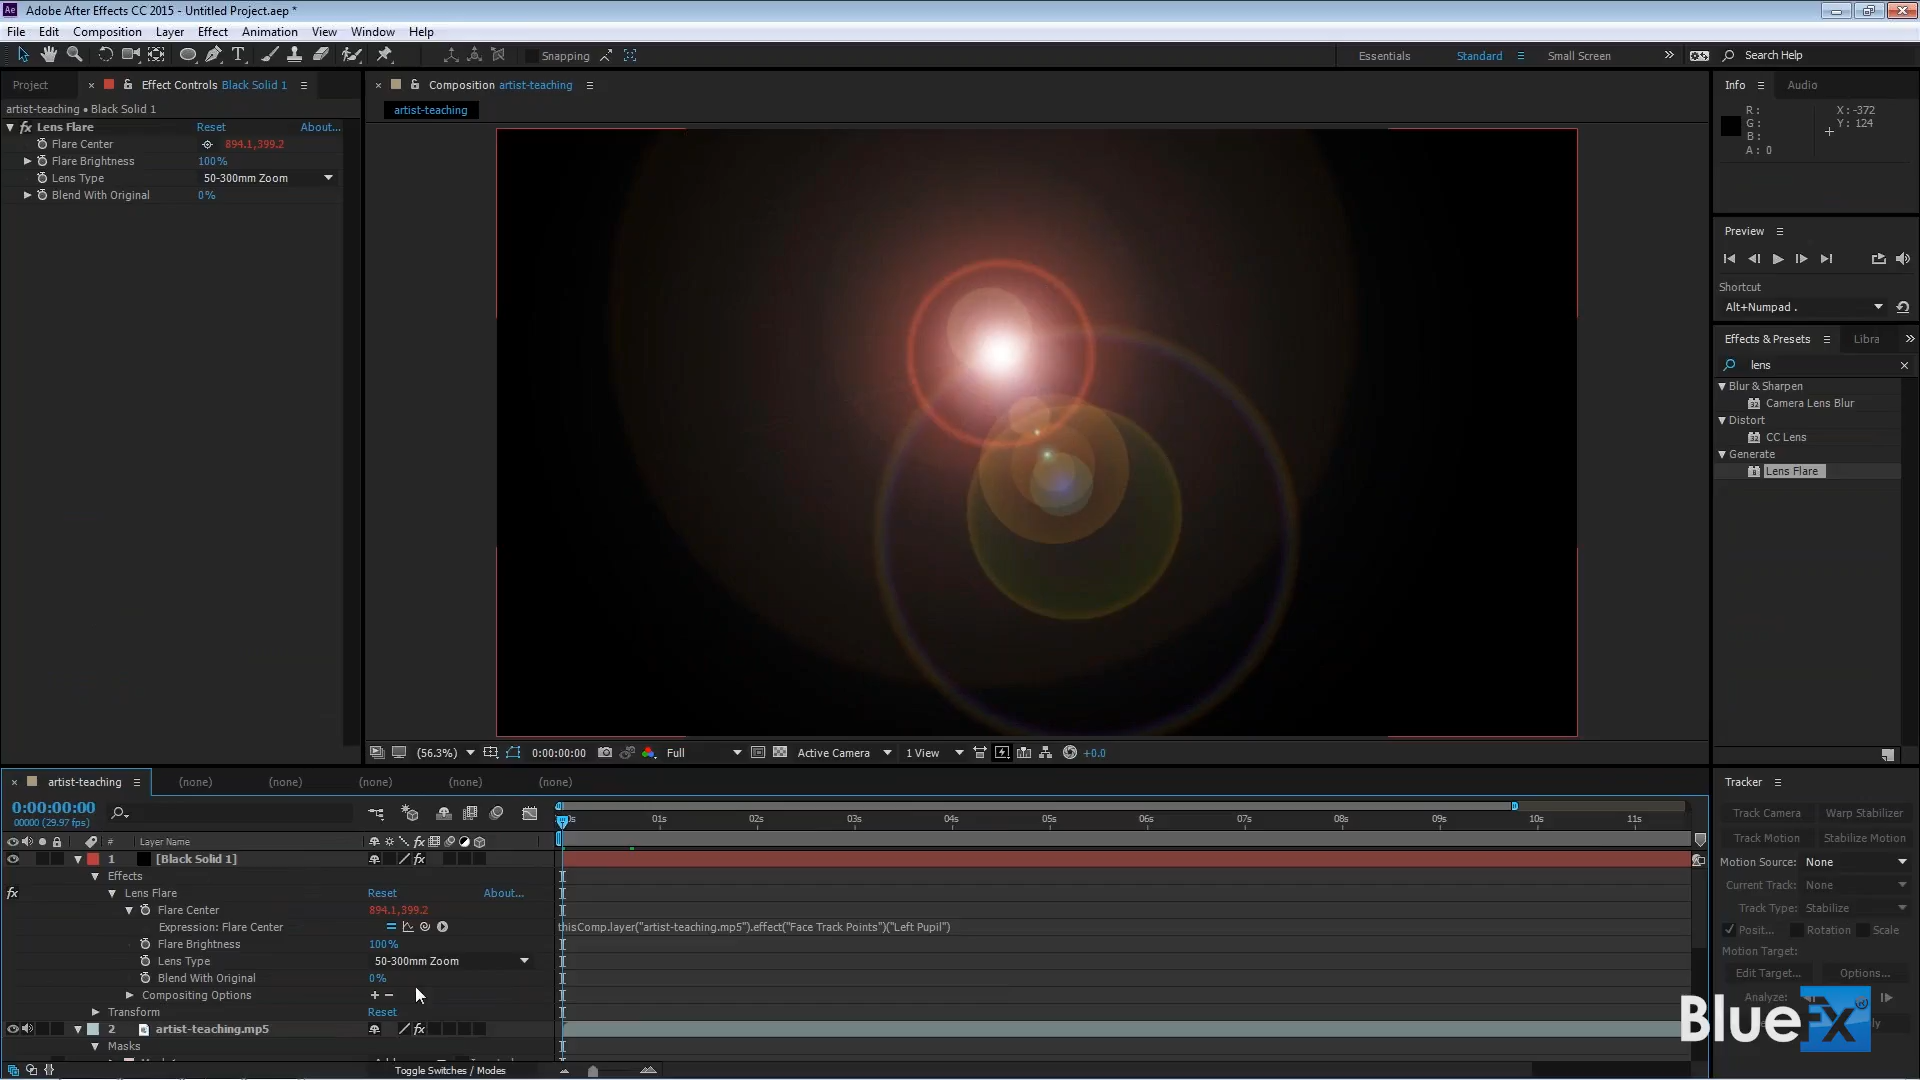 Ae Adobe After Effects CC 2015 - Untitled Project.aep *
File Edit Composition Layer Effect Animation View Window Help
T Snapping Essentials Standard Small Screen Search Help
Project Effect Controls Black Solid 1
artist-teaching • Black Solid 1
fx Lens Flare Reset About...
Flare Center 894.1,399.2
Flare Brightness 100%
Lens Type 50-300mm Zoom
Blend With Original 0%
Composition artist-teaching
artist-teaching
(56.3%) 0:00:00:00 Full Active Camera 1 View +0.0
Info Audio
R : X : -372
G : Y : 124
B :
A : 0
Preview
Shortcut
Alt+Numpad .
Effects & Presets Libra
lens
Blur & Sharpen
32 Camera Lens Blur
Distort
32 CC Lens
Generate
8 Lens Flare
artist-teaching (none) (none) (none) (none) (none)
0:00:00:00
00000 (29.97 fps)
01s 02s 03s 04s 05s 06s 07s 08s 09s 10s 11s
# Layer Name
1 [Black Solid 1] fx
Effects
fx Lens Flare Reset About...
Flare Center 894.1,399.2
Expression: Flare Center thisComp.layer("artist-teaching.mp5").effect("Face Track Points")("Left Pupil")
Flare Brightness 100%
Lens Type 50-300mm Zoom
Blend With Original 0%
Compositing Options + −
Transform Reset
2 artist-teaching.mp5 fx
Masks
Toggle Switches / Modes
Tracker
Track Camera Warp Stabilizer
Track Motion Stabilize Motion
Motion Source: None
Current Track: None
Track Type: Stabilize
Posit... Rotation Scale
Motion Target:
Edit Target... Options...
Analyze:
BlueFx